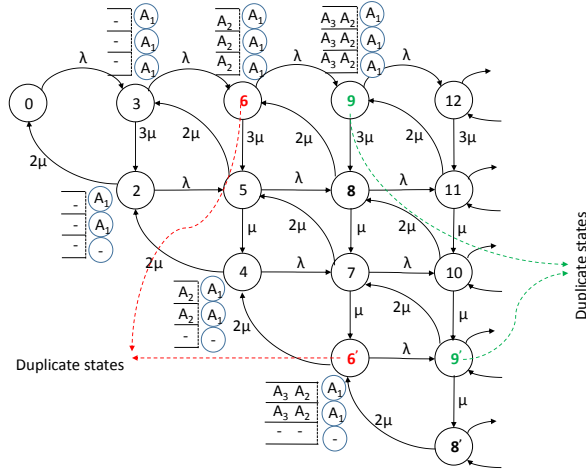 - A₁ A₂ A₁ A₃ A₂ A₁
- A₁ A₂ A₁ A₃ A₂ A₁
- A₁ A₂ A₁ A₃ A₂ A₁
λ λ λ λ
0 3 6 9 12
2μ 3μ 2μ 3μ 2μ 3μ 2μ 3μ
- A₁
- A₁
- -
2 λ 5 λ 8 λ 11
2μ μ 2μ μ 2μ μ
A₂ A₁
A₂ A₁
- -
4 λ 7 λ 10
2μ μ 2μ μ
Duplicate states
Duplicate states
6' λ 9'
A₃ A₂ A₁
A₃ A₂ A₁
- - -
2μ μ
8'